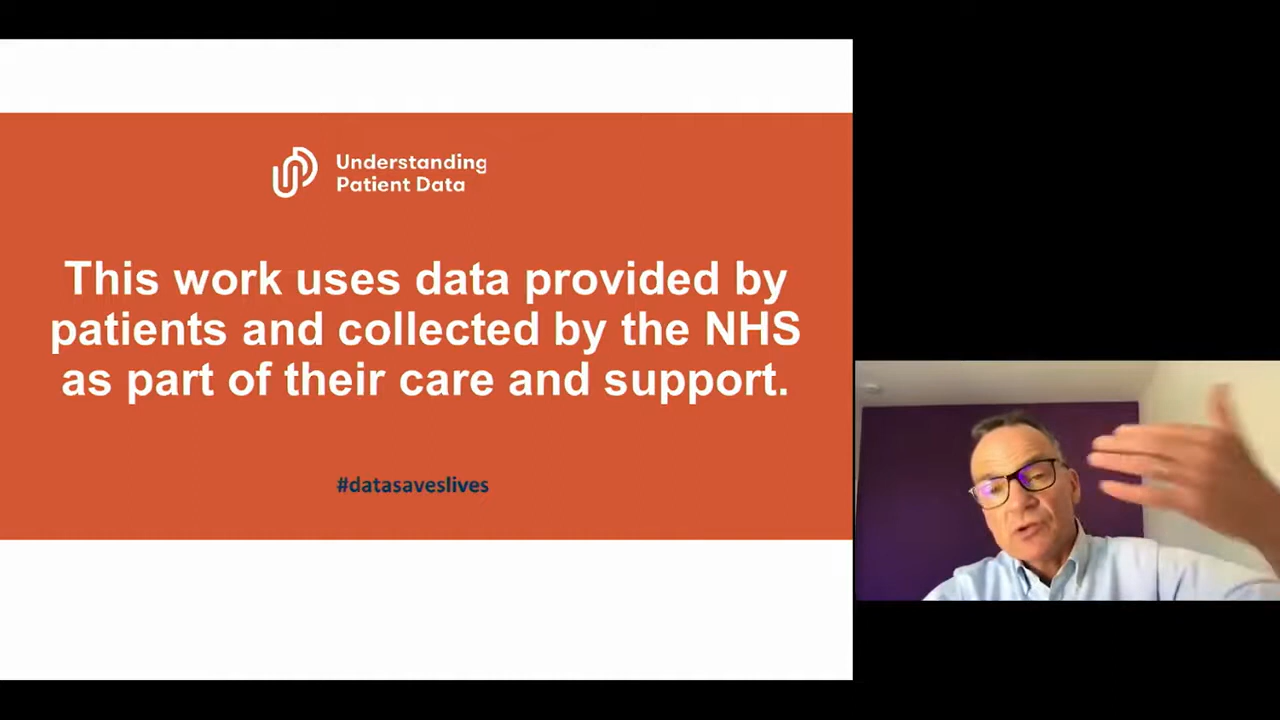 Understanding
Patient Data
This work uses data provided by
patients and collected by the NHS
as part of their care and support.
#datasaveslives